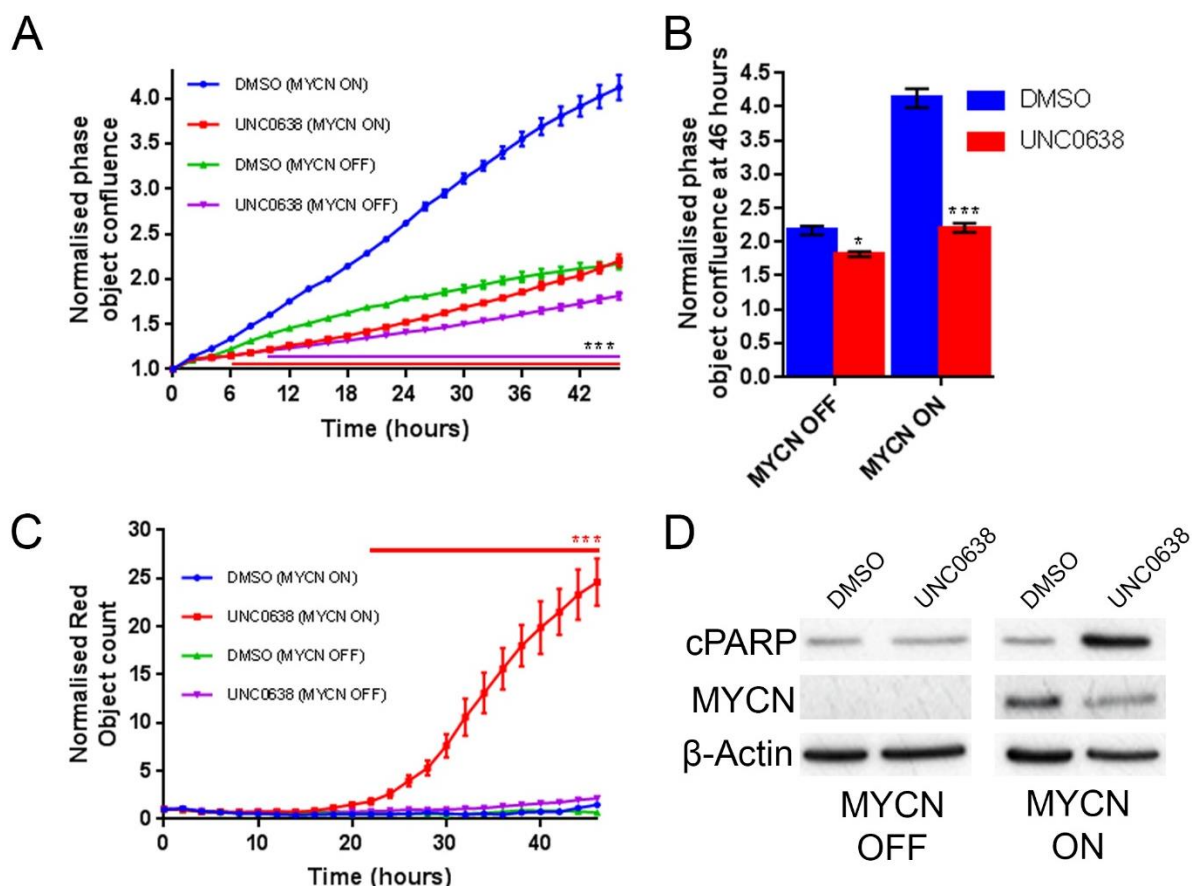 A
Normalised phase
object confluence
4.0
3.5
3.0
2.5
2.0
1.5
1.0
DMSO (MYCN ON)
UNC0638 (MYCN ON)
DMSO (MYCN OFF)
UNC0638 (MYCN OFF)
***
0 6 12 18 24 30 36 42
Time (hours)
B
Normalised phase
object confluence at 46 hours
4.5
4.0
3.5
3.0
2.5
2.0
1.5
1.0
0.5
0.0
DMSO
UNC0638
*
***
MYCN OFF
MYCN ON
C
Normalised Red
Object count
30
25
20
15
10
5
0
***
DMSO (MYCN ON)
UNC0638 (MYCN ON)
DMSO (MYCN OFF)
UNC0638 (MYCN OFF)
0 10 20 30 40
Time (hours)
D
DMSO UNC0638 DMSO UNC0638
cPARP
MYCN
β-Actin
MYCN OFF
MYCN ON